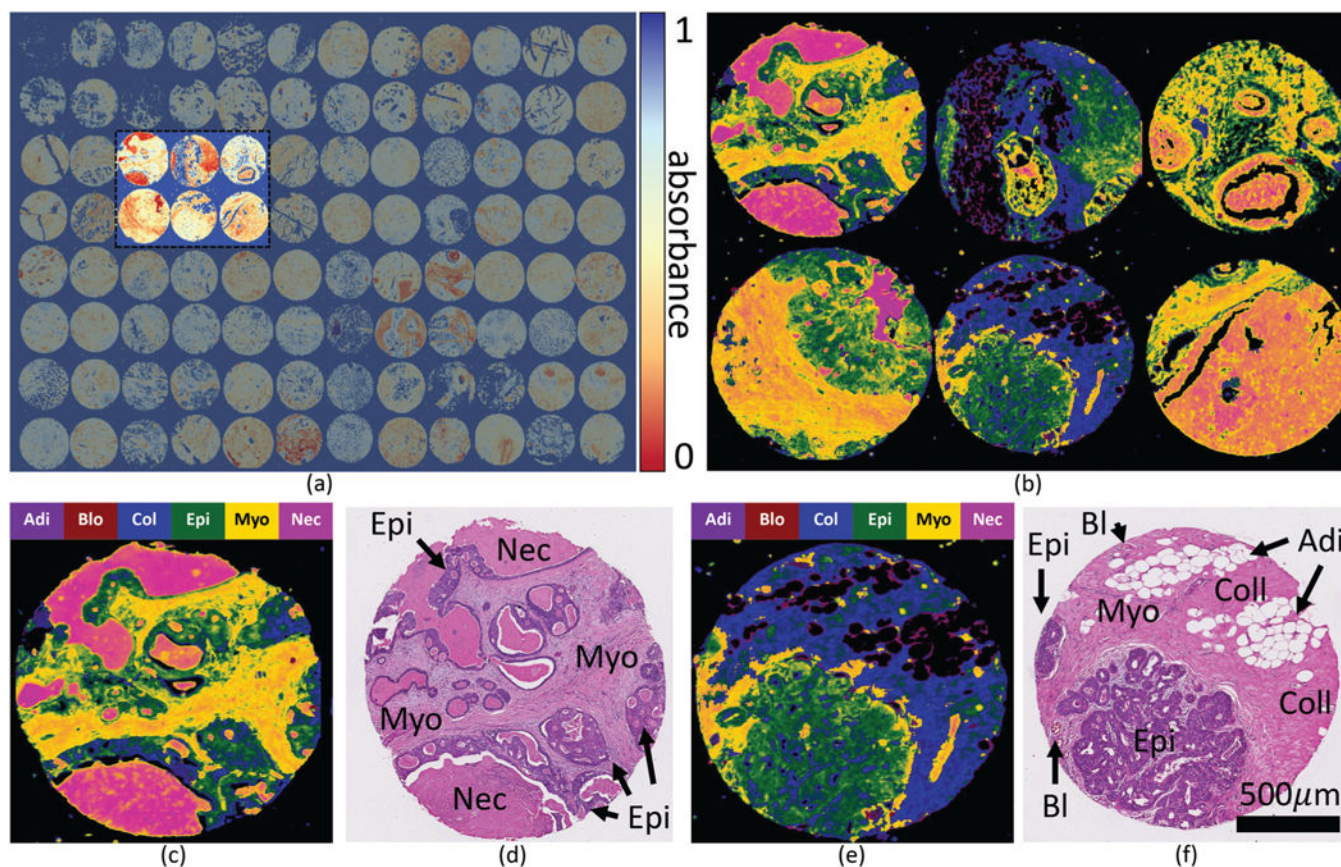 1
absorbance
0
(a)
(b)
Adi Blo Col Epi Myo Nec
Epi
Nec
Myo
Myo
Nec
Epi
Adi Blo Col Epi Myo Nec
Bl
Epi
Adi
Coll
Myo
Coll
Epi
Bl
500μm
(c)
(d)
(e)
(f)